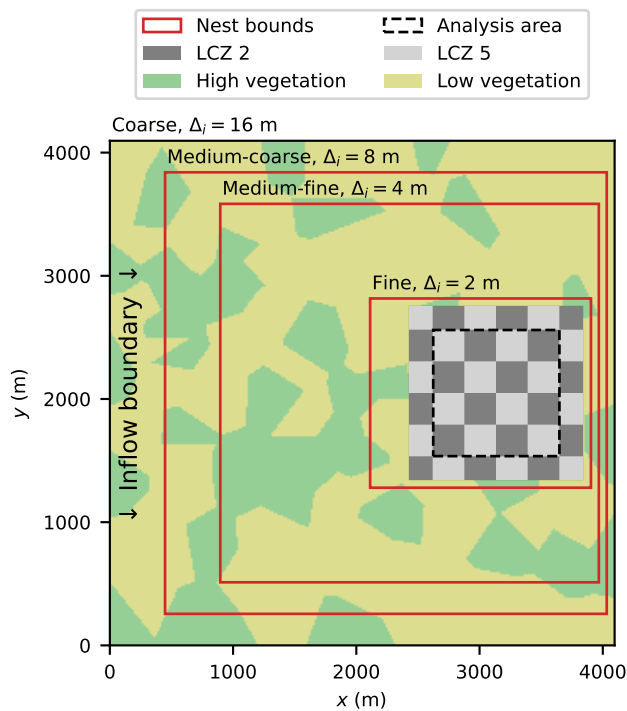 Nest bounds
Analysis area
LCZ 2
LCZ 5
High vegetation
Low vegetation
Coarse, Δᵢ = 16 m
Medium-coarse, Δᵢ = 8 m
Medium-fine, Δᵢ = 4 m
Fine, Δᵢ = 2 m
← Inflow boundary →
y (m)
4000
3000
2000
1000
0
0
1000
2000
3000
4000
x (m)